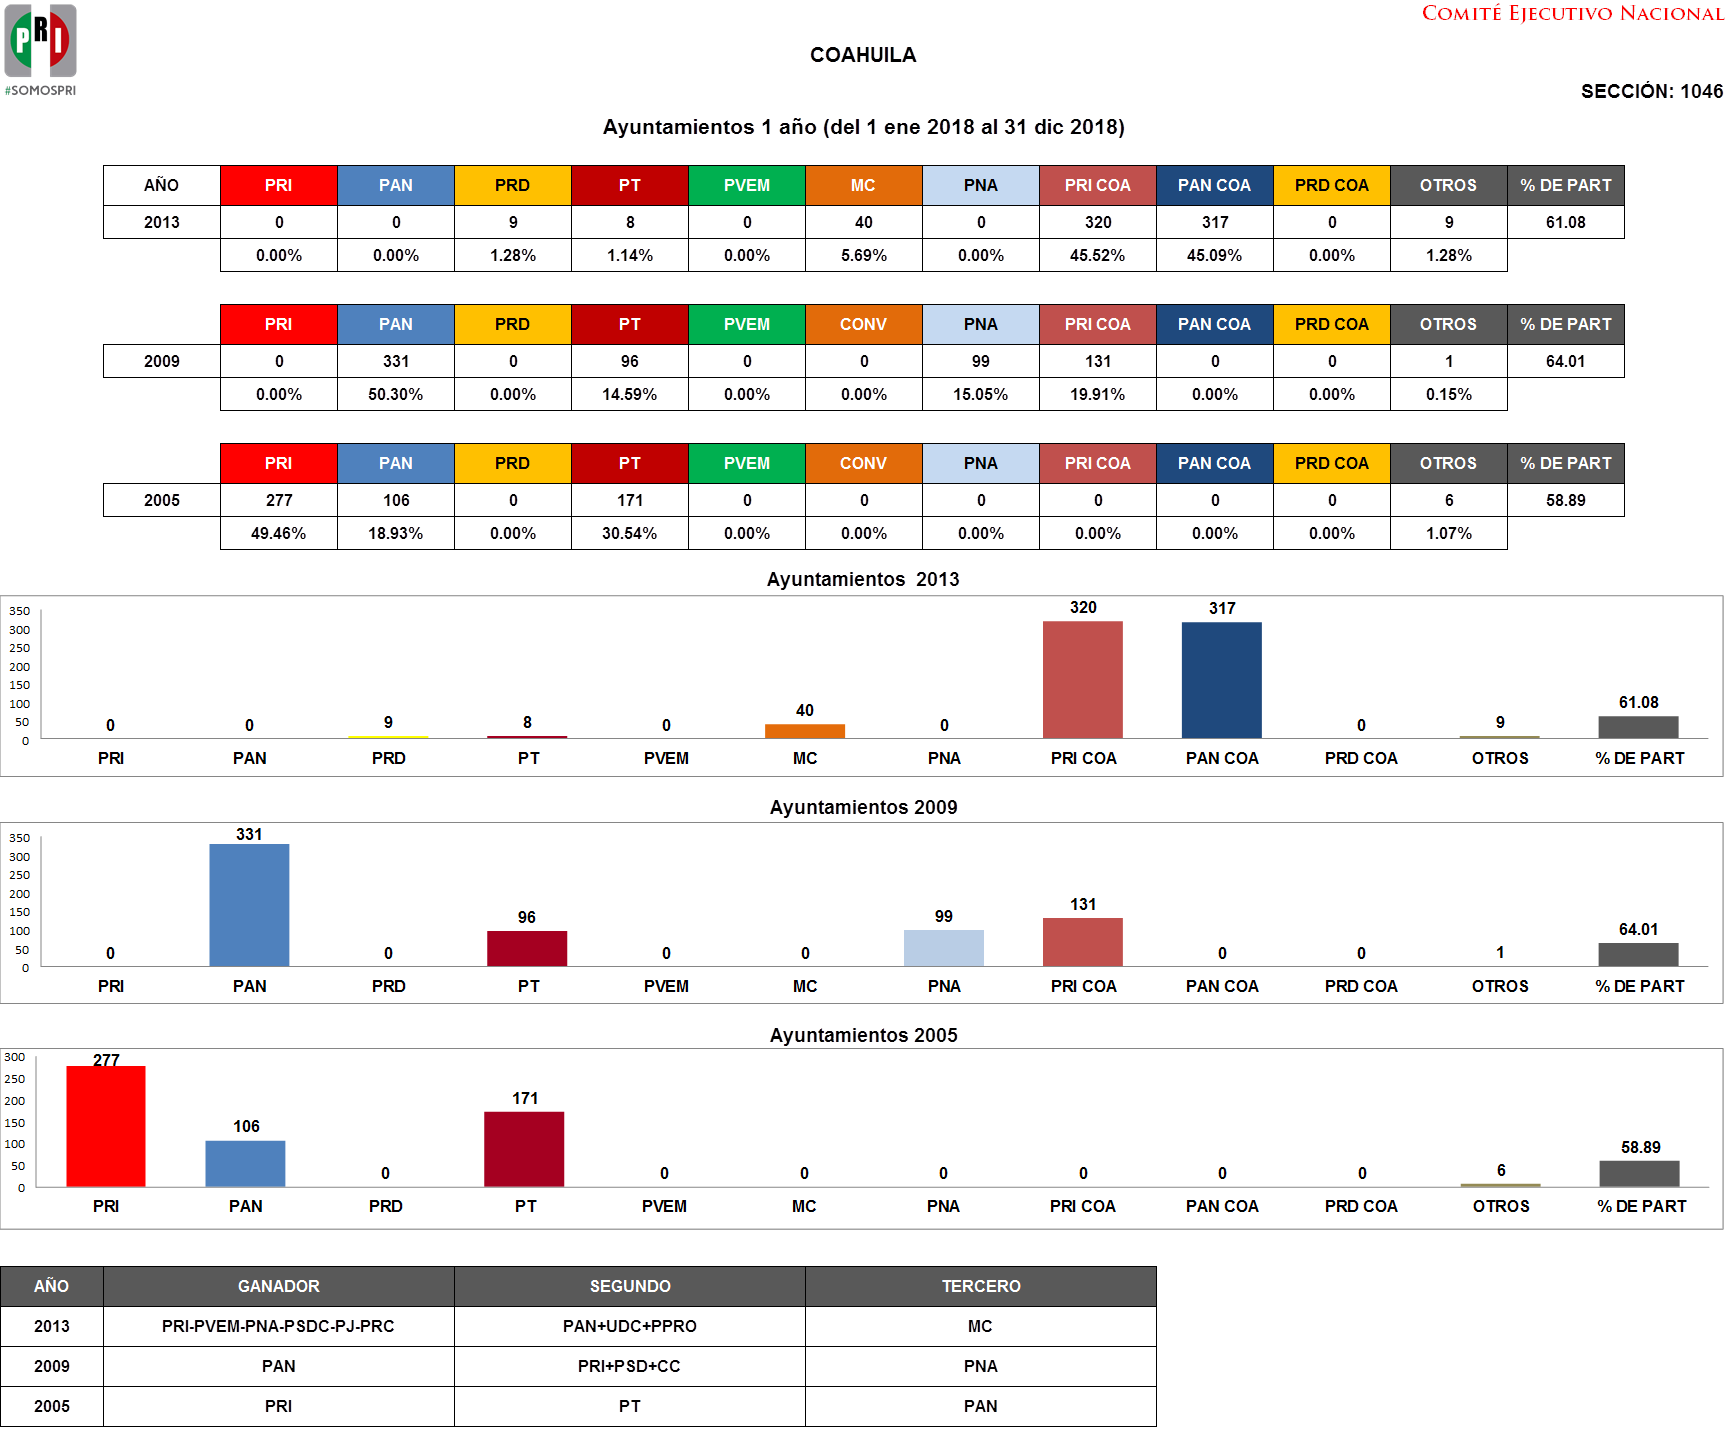 COMITÉ EJECUTIVO NACIONAL
PRI
#SOMOSPRI
COAHUILA
SECCIÓN: 1046
Ayuntamientos 1 año (del 1 ene 2018 al 31 dic 2018)
AÑO PRI PAN PRD PT PVEM MC PNA PRI COA PAN COA PRD COA OTROS % DE PART
2013 0 0 9 8 0 40 0 320 317 0 9 61.08
0.00% 0.00% 1.28% 1.14% 0.00% 5.69% 0.00% 45.52% 45.09% 0.00% 1.28%
PRI PAN PRD PT PVEM CONV PNA PRI COA PAN COA PRD COA OTROS % DE PART
2009 0 331 0 96 0 0 99 131 0 0 1 64.01
0.00% 50.30% 0.00% 14.59% 0.00% 0.00% 15.05% 19.91% 0.00% 0.00% 0.15%
PRI PAN PRD PT PVEM CONV PNA PRI COA PAN COA PRD COA OTROS % DE PART
2005 277 106 0 171 0 0 0 0 0 0 6 58.89
49.46% 18.93% 0.00% 30.54% 0.00% 0.00% 0.00% 0.00% 0.00% 0.00% 1.07%
Ayuntamientos 2013
350
300
250
200
150
100
50
0
0 0 9 8 0 40 0 320 317 0 9 61.08
PRI PAN PRD PT PVEM MC PNA PRI COA PAN COA PRD COA OTROS % DE PART
Ayuntamientos 2009
350
300
250
200
150
100
50
0
0 331 0 96 0 0 99 131 0 0 1 64.01
PRI PAN PRD PT PVEM MC PNA PRI COA PAN COA PRD COA OTROS % DE PART
Ayuntamientos 2005
300
250
200
150
100
50
0
277 106 0 171 0 0 0 0 0 0 6 58.89
PRI PAN PRD PT PVEM MC PNA PRI COA PAN COA PRD COA OTROS % DE PART
AÑO GANADOR SEGUNDO TERCERO
2013 PRI-PVEM-PNA-PSDC-PJ-PRC PAN+UDC+PPRO MC
2009 PAN PRI+PSD+CC PNA
2005 PRI PT PAN